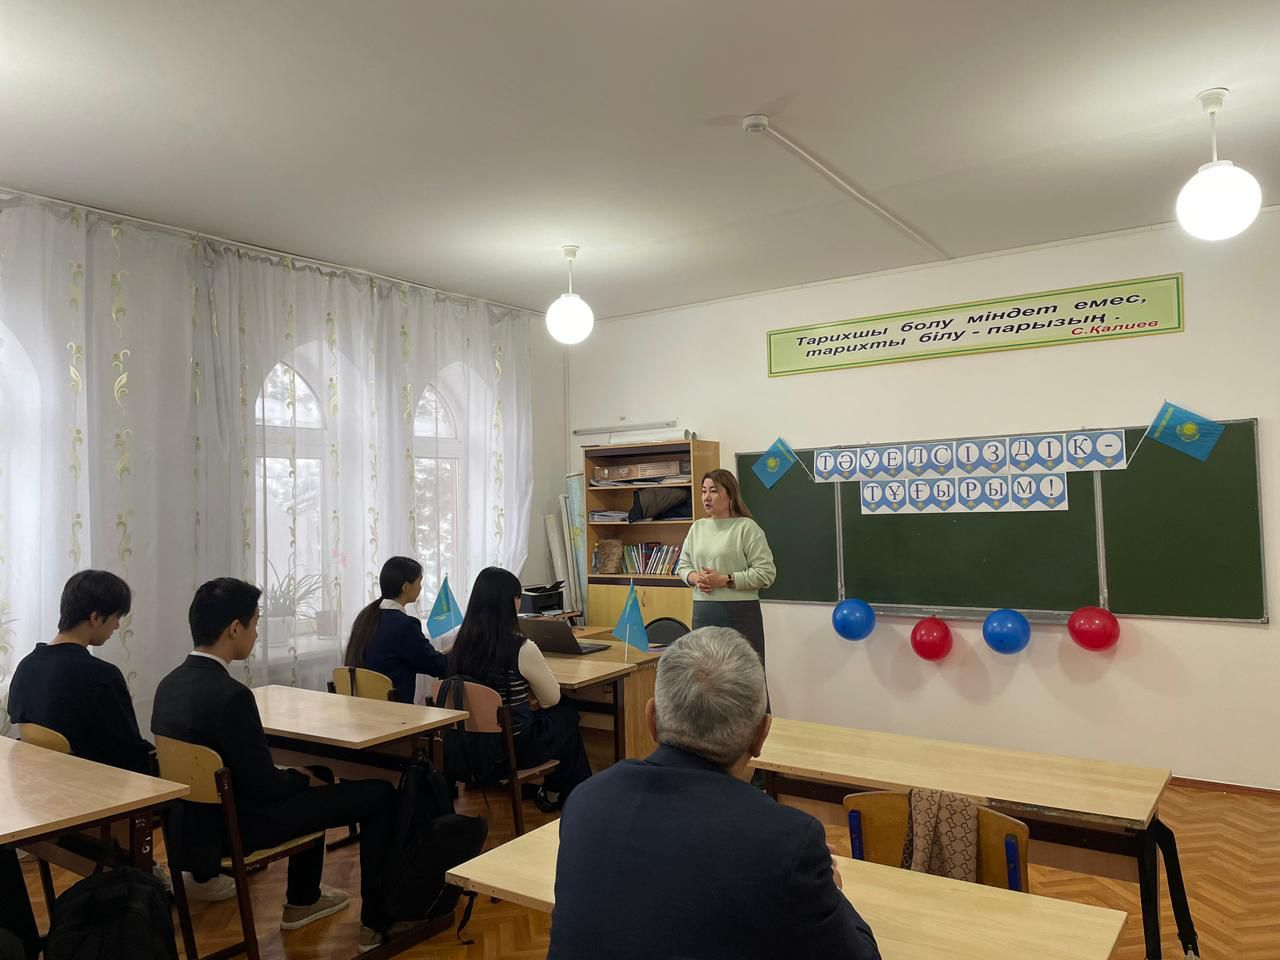 Тарихшы болу міндет емес,
тарихты білу - парызың.
С.Қалиев
ТӘУЕЛСІЗДІК-
ТҰҒЫРЫМ!